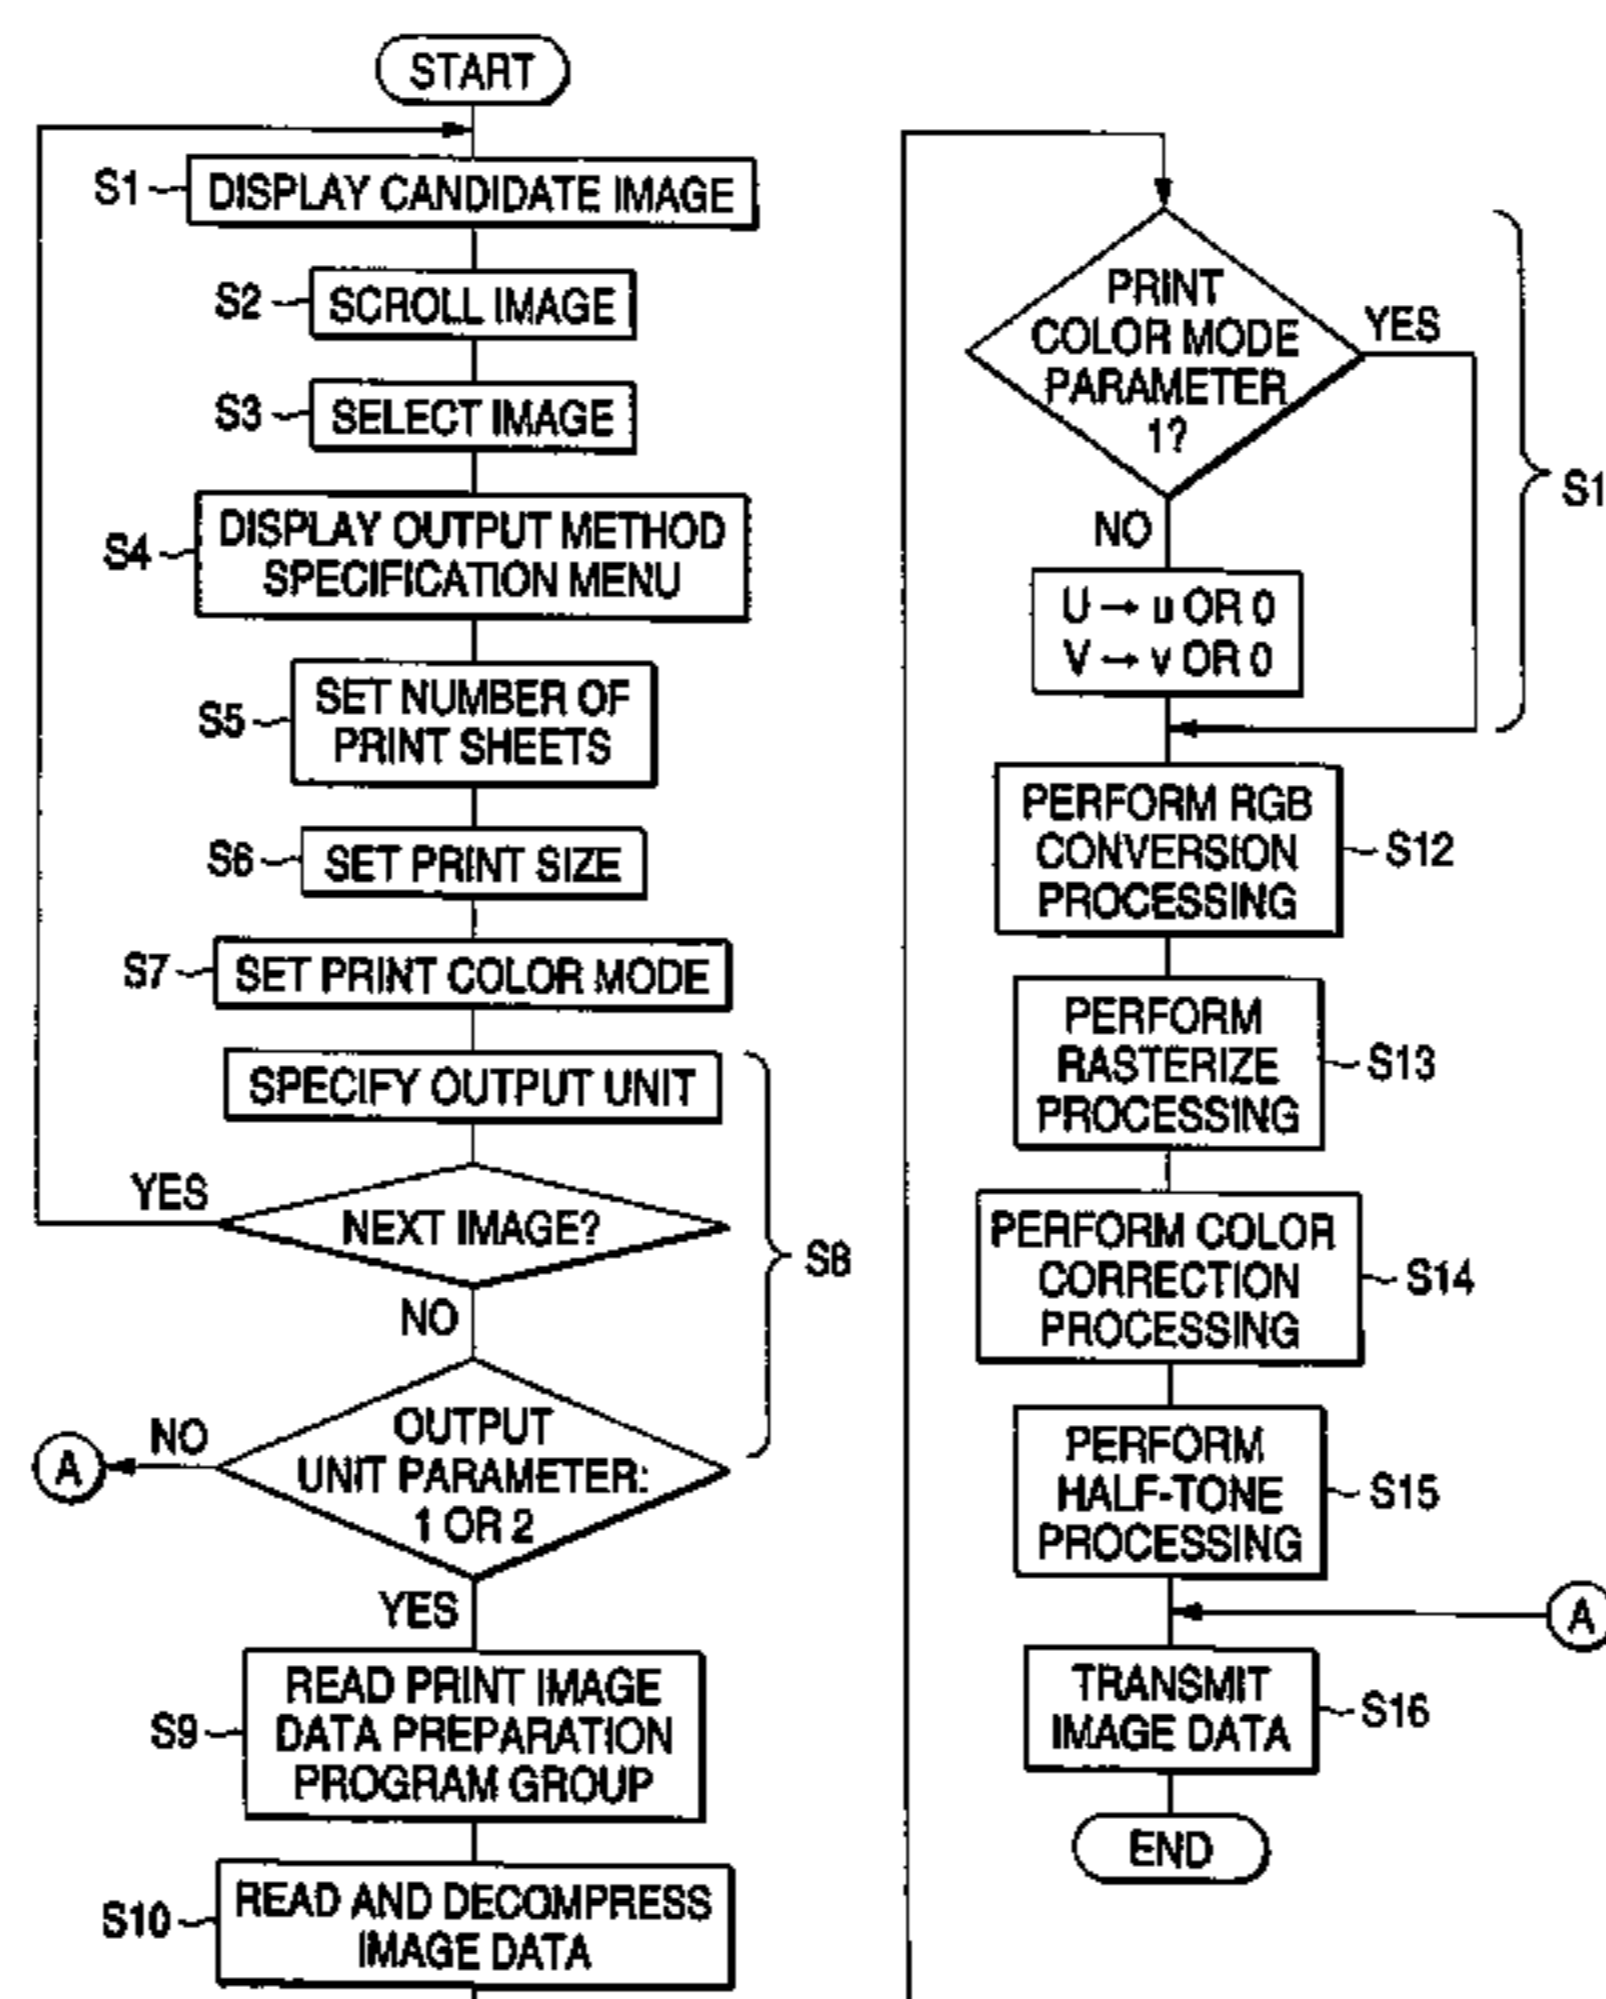 START
S1
DISPLAY CANDIDATE IMAGE
S2
SCROLL IMAGE
S3
SELECT IMAGE
S4
DISPLAY OUTPUT METHOD
SPECIFICATION MENU
S5
SET NUMBER OF
PRINT SHEETS
S6
SET PRINT SIZE
S7
SET PRINT COLOR MODE
SPECIFY OUTPUT UNIT
YES
NEXT IMAGE?
S8
NO
NO
A
OUTPUT
UNIT PARAMETER:
1 OR 2
YES
S9
READ PRINT IMAGE
DATA PREPARATION
PROGRAM GROUP
S10
READ AND DECOMPRESS
IMAGE DATA
PRINT
COLOR MODE
PARAMETER
1?
YES
NO
S1
U → u OR 0
V → v OR 0
PERFORM RGB
CONVERSION
PROCESSING
S12
PERFORM
RASTERIZE
PROCESSING
S13
PERFORM COLOR
CORRECTION
PROCESSING
S14
PERFORM
HALF-TONE
PROCESSING
S15
A
TRANSMIT
IMAGE DATA
S16
END